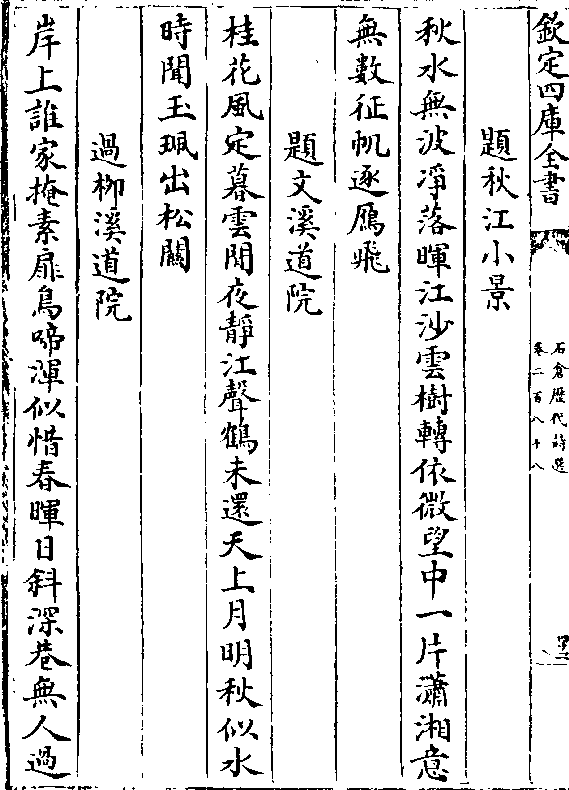 欽定四庫全書
石倉歴代詩選
卷二百八十八
題秋江小景
秋水無波凈落暉江沙雲樹轉依微望中一片瀟湘意
無數征帆逐鴈飛
題文溪道院
桂花風定暮雲閒夜靜江聲鶴未還天上月明秋似水
時聞玉珮出松關
過柳溪道院
岸上誰家掩素扉鳥啼渾似惜春暉日斜深巷無人過